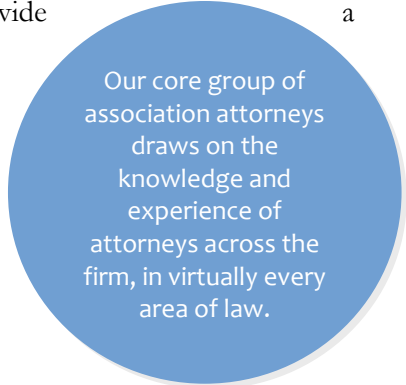 vide a
Our core group of
association attorneys
draws on the
knowledge and
experience of
attorneys across the
firm, in virtually every
area of law.